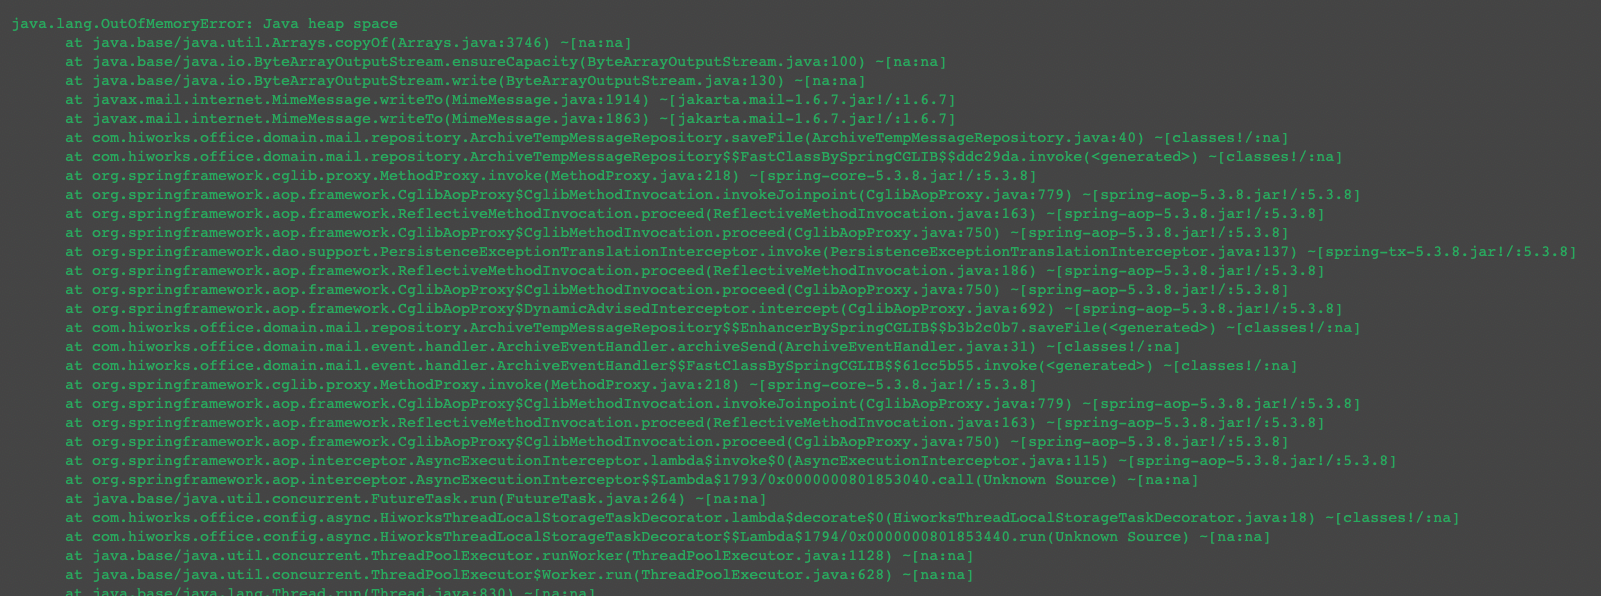 java.lang.OutOfMemoryError: Java heap space
at java.base/java.util.Arrays.copyOf(Arrays.java:3746) ~[na:na]
at java.base/java.io.ByteArrayOutputStream.ensureCapacity(ByteArrayOutputStream.java:100) ~[na:na]
at java.base/java.io.ByteArrayOutputStream.write(ByteArrayOutputStream.java:130) ~[na:na]
at javax.mail.internet.MimeMessage.writeTo(MimeMessage.java:1914) ~[jakarta.mail-1.6.7.jar!/:1.6.7]
at javax.mail.internet.MimeMessage.writeTo(MimeMessage.java:1863) ~[jakarta.mail-1.6.7.jar!/:1.6.7]
at com.hiworks.office.domain.mail.repository.ArchiveTempMessageRepository.saveFile(ArchiveTempMessageRepository.java:40) ~[classes!/:na]
at com.hiworks.office.domain.mail.repository.ArchiveTempMessageRepository$$FastClassBySpringCGLIB$$ddc29da.invoke(<generated>) ~[classes!/:na]
at org.springframework.cglib.proxy.MethodProxy.invoke(MethodProxy.java:218) ~[spring-core-5.3.8.jar!/:5.3.8]
at org.springframework.aop.framework.CglibAopProxy$CglibMethodInvocation.invokeJoinpoint(CglibAopProxy.java:779) ~[spring-aop-5.3.8.jar!/:5.3.8]
at org.springframework.aop.framework.ReflectiveMethodInvocation.proceed(ReflectiveMethodInvocation.java:163) ~[spring-aop-5.3.8.jar!/:5.3.8]
at org.springframework.aop.framework.CglibAopProxy$CglibMethodInvocation.proceed(CglibAopProxy.java:750) ~[spring-aop-5.3.8.jar!/:5.3.8]
at org.springframework.dao.support.PersistenceExceptionTranslationInterceptor.invoke(PersistenceExceptionTranslationInterceptor.java:137) ~[spring-tx-5.3.8.jar!/:5.3.8]
at org.springframework.aop.framework.ReflectiveMethodInvocation.proceed(ReflectiveMethodInvocation.java:186) ~[spring-aop-5.3.8.jar!/:5.3.8]
at org.springframework.aop.framework.CglibAopProxy$CglibMethodInvocation.proceed(CglibAopProxy.java:750) ~[spring-aop-5.3.8.jar!/:5.3.8]
at org.springframework.aop.framework.CglibAopProxy$DynamicAdvisedInterceptor.intercept(CglibAopProxy.java:692) ~[spring-aop-5.3.8.jar!/:5.3.8]
at com.hiworks.office.domain.mail.repository.ArchiveTempMessageRepository$$EnhancerBySpringCGLIB$$b3b2c0b7.saveFile(<generated>) ~[classes!/:na]
at com.hiworks.office.domain.mail.event.handler.ArchiveEventHandler.archiveSend(ArchiveEventHandler.java:31) ~[classes!/:na]
at com.hiworks.office.domain.mail.event.handler.ArchiveEventHandler$$FastClassBySpringCGLIB$$61cc5b55.invoke(<generated>) ~[classes!/:na]
at org.springframework.cglib.proxy.MethodProxy.invoke(MethodProxy.java:218) ~[spring-core-5.3.8.jar!/:5.3.8]
at org.springframework.aop.framework.CglibAopProxy$CglibMethodInvocation.invokeJoinpoint(CglibAopProxy.java:779) ~[spring-aop-5.3.8.jar!/:5.3.8]
at org.springframework.aop.framework.ReflectiveMethodInvocation.proceed(ReflectiveMethodInvocation.java:163) ~[spring-aop-5.3.8.jar!/:5.3.8]
at org.springframework.aop.framework.CglibAopProxy$CglibMethodInvocation.proceed(CglibAopProxy.java:750) ~[spring-aop-5.3.8.jar!/:5.3.8]
at org.springframework.aop.interceptor.AsyncExecutionInterceptor.lambda$invoke$0(AsyncExecutionInterceptor.java:115) ~[spring-aop-5.3.8.jar!/:5.3.8]
at org.springframework.aop.interceptor.AsyncExecutionInterceptor$$Lambda$1793/0x0000000801853040.call(Unknown Source) ~[na:na]
at java.base/java.util.concurrent.FutureTask.run(FutureTask.java:264) ~[na:na]
at com.hiworks.office.config.async.HiworksThreadLocalStorageTaskDecorator.lambda$decorate$0(HiworksThreadLocalStorageTaskDecorator.java:18) ~[classes!/:na]
at com.hiworks.office.config.async.HiworksThreadLocalStorageTaskDecorator$$Lambda$1794/0x0000000801853440.run(Unknown Source) ~[na:na]
at java.base/java.util.concurrent.ThreadPoolExecutor.runWorker(ThreadPoolExecutor.java:1128) ~[na:na]
at java.base/java.util.concurrent.ThreadPoolExecutor$Worker.run(ThreadPoolExecutor.java:628) ~[na:na]
at java.base/java.lang.Thread.run(Thread.java:830) ~[na:na]